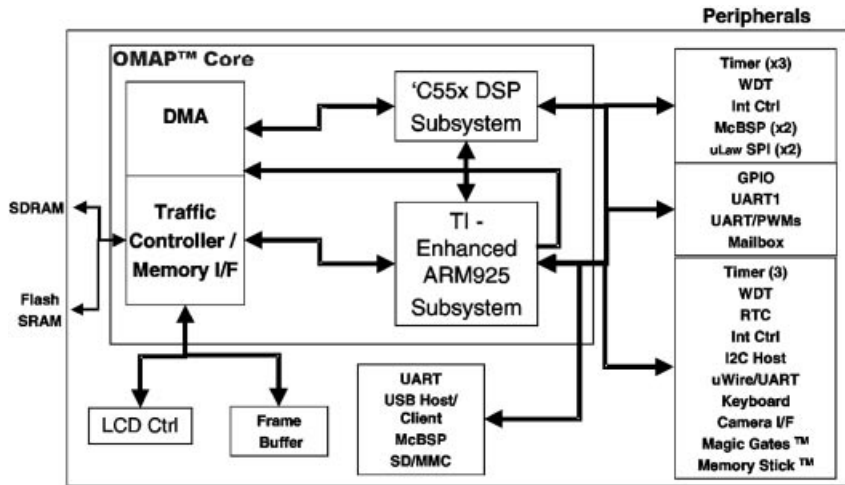 Peripherals
OMAP™ Core
DMA
Traffic
Controller /
Memory I/F
'C55x DSP
Subsystem
TI -
Enhanced
ARM925
Subsystem
SDRAM
Flash
SRAM
LCD Ctrl
Frame
Buffer
UART
USB Host/
Client
McBSP
SD/MMC
Timer (x3)
WDT
Int Ctrl
McBSP (x2)
uLaw SPI (x2)
GPIO
UART1
UART/PWMs
Mailbox
Timer (3)
WDT
RTC
Int Ctrl
I2C Host
uWire/UART
Keyboard
Camera I/F
Magic Gates ™
Memory Stick ™